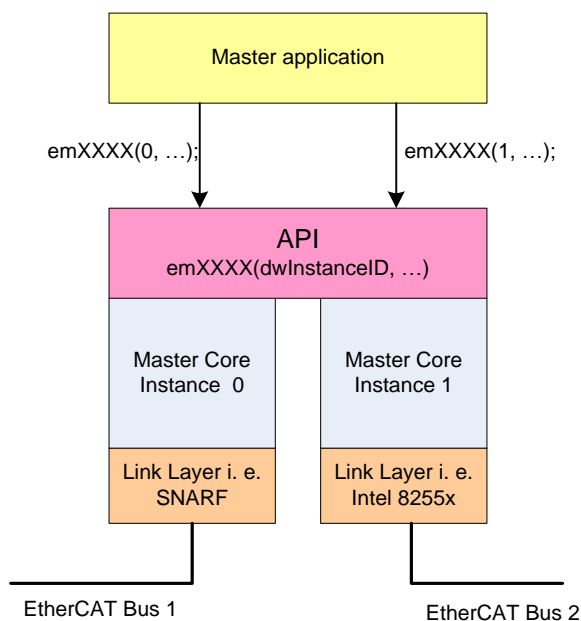 Master application
emXXXX(0, …);
emXXXX(1, …);
API
emXXXX(dwInstanceID, …)
Master Core
Instance 0
Master Core
Instance 1
Link Layer i. e.
SNARF
Link Layer i. e.
Intel 8255x
EtherCAT Bus 1
EtherCAT Bus 2